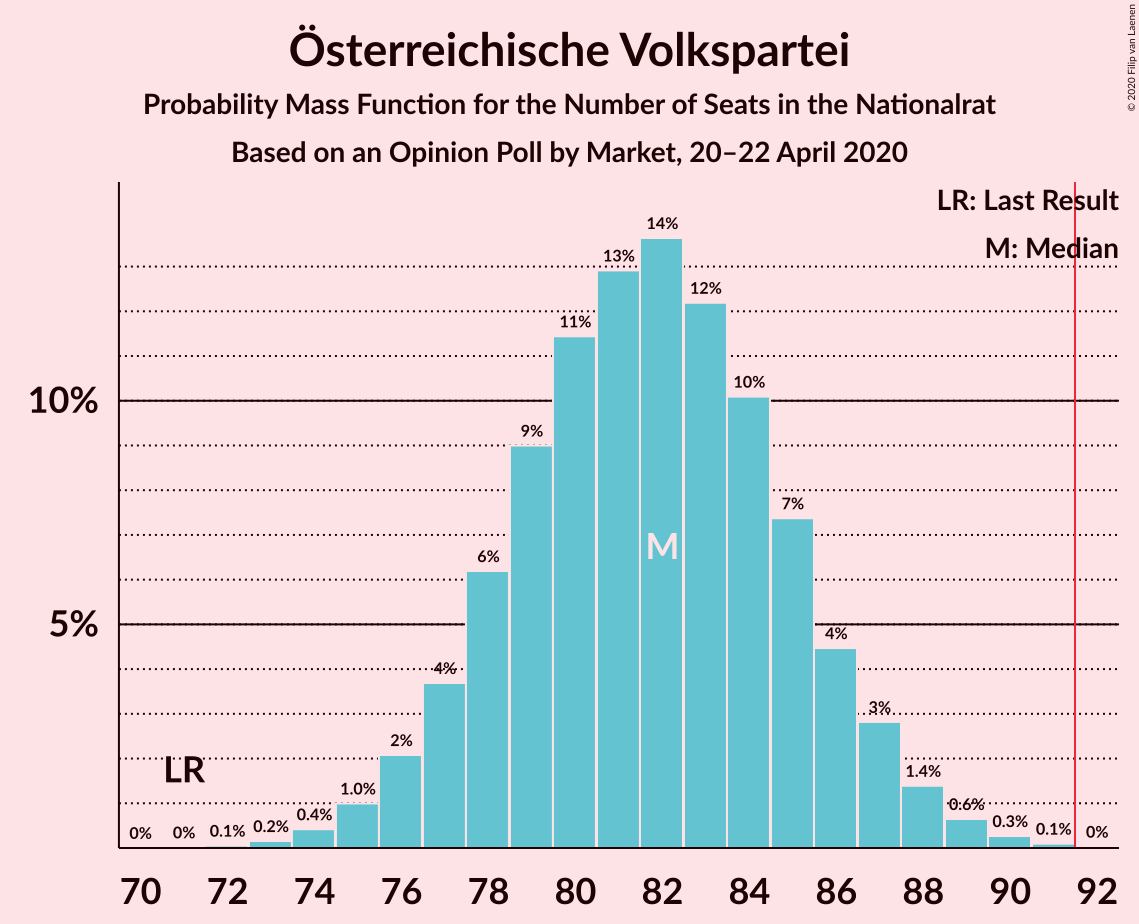 Österreichische Volkspartei
Probability Mass Function for the Number of Seats in the Nationalrat
Based on an Opinion Poll by Market, 20–22 April 2020
© 2020 Filip van Laenen
LR: Last Result
M: Median
14%
13%
12%
11%
10%
10%
9%
7%
M
6%
5%
4%
4%
3%
2%
LR
1.4%
1.0%
0.6%
0.4%
0.3%
0.2%
0.1%
0.1%
0%
0%
0%
70 72 74 76 78 80 82 84 86 88 90 92